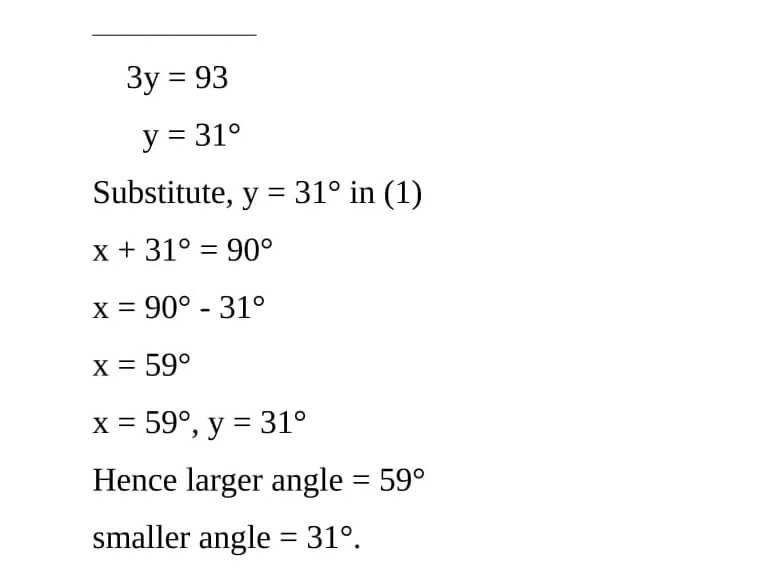 3y = 93
y = 31°
Substitute, y = 31° in (1)
x + 31° = 90°
x = 90° - 31°
x = 59°
x = 59°, y = 31°
Hence larger angle = 59°
smaller angle = 31°.